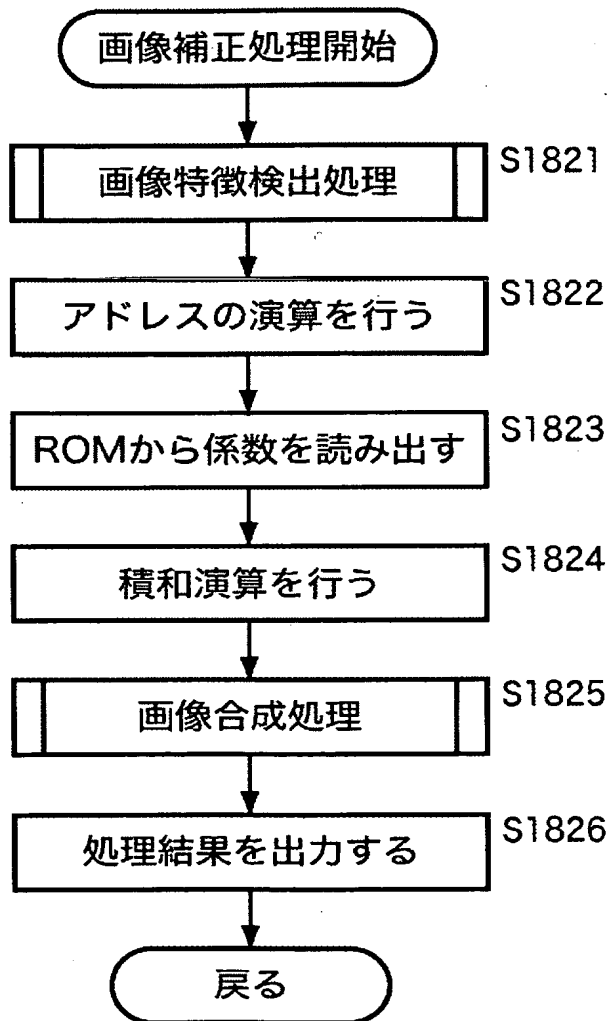 画像補正処理開始
画像特徴検出処理
S1821
アドレスの演算を行う
S1822
ROMから係数を読み出す
S1823
積和演算を行う
S1824
画像合成処理
S1825
処理結果を出力する
S1826
戻る